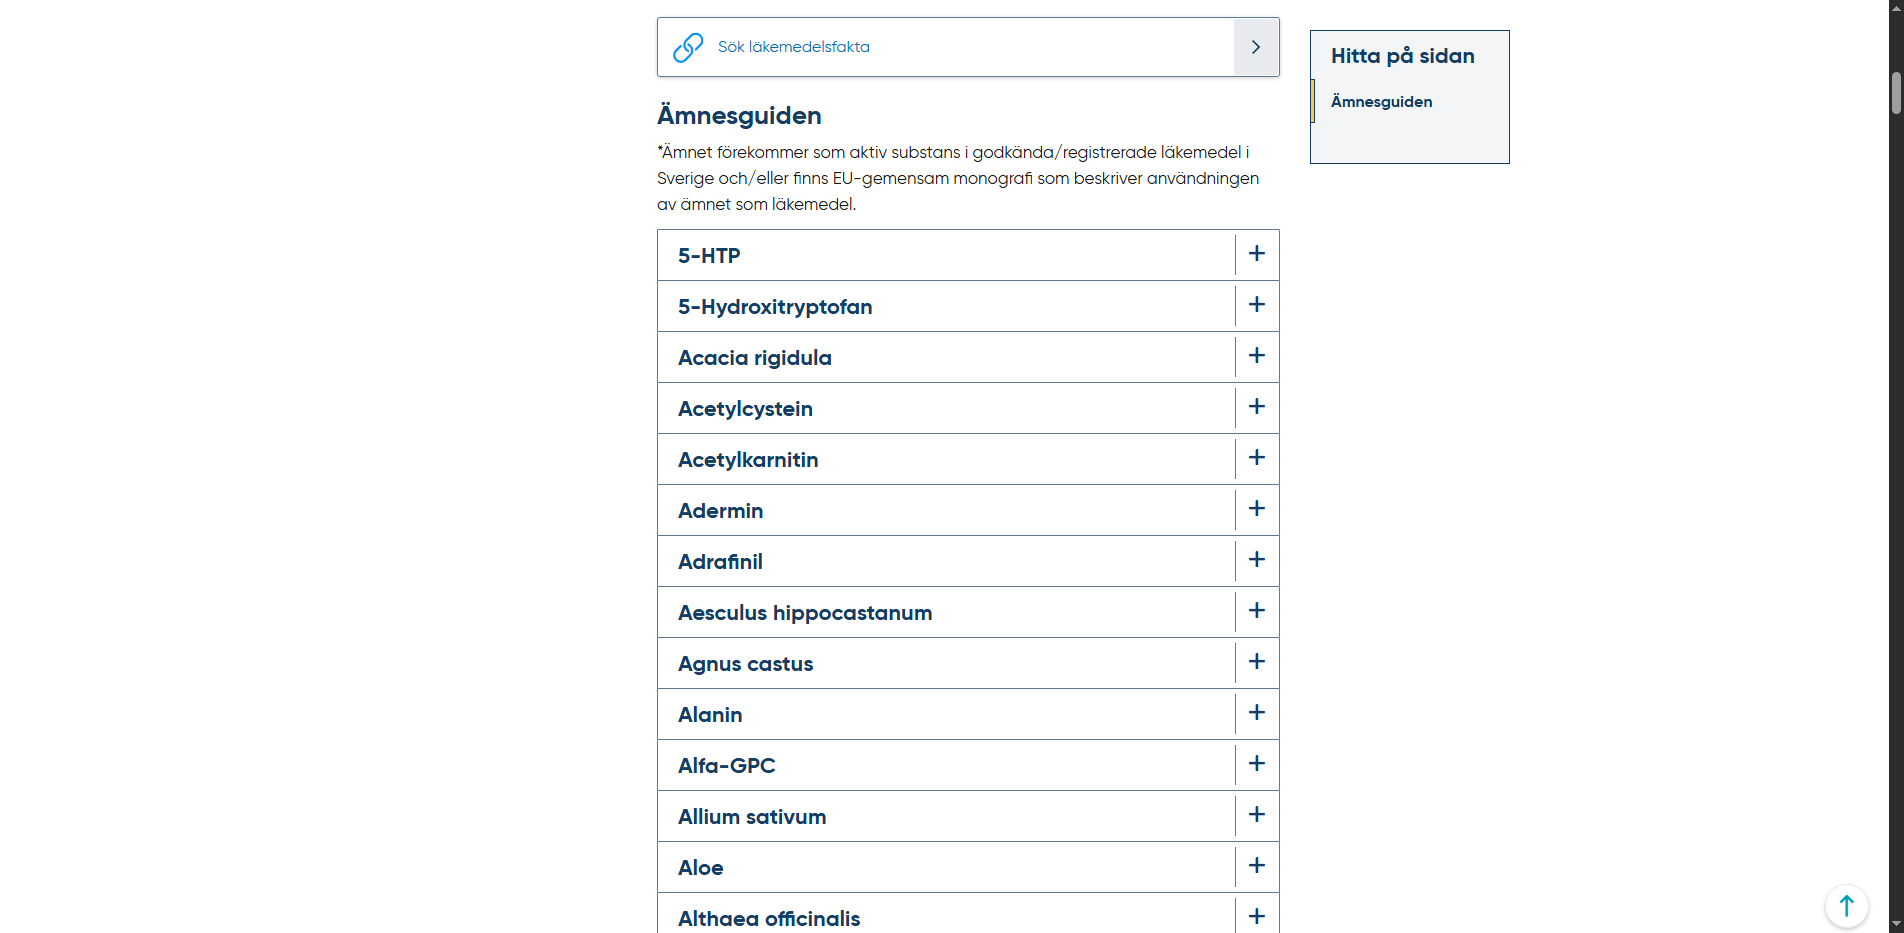 Sök läkemedelsfakta
Hitta på sidan
Ämnesguiden
Ämnesguiden
*Ämnet förekommer som aktiv substans i godkända/registrerade läkemedel i
Sverige och/eller finns EU-gemensam monografi som beskriver användningen
av ämnet som läkemedel.
5-HTP
5-Hydroxitryptofan
Acacia rigidula
Acetylcystein
Acetylkarnitin
Adermin
Adrafinil
Aesculus hippocastanum
Agnus castus
Alanin
Alfa-GPC
Allium sativum
Aloe
Althaea officinalis